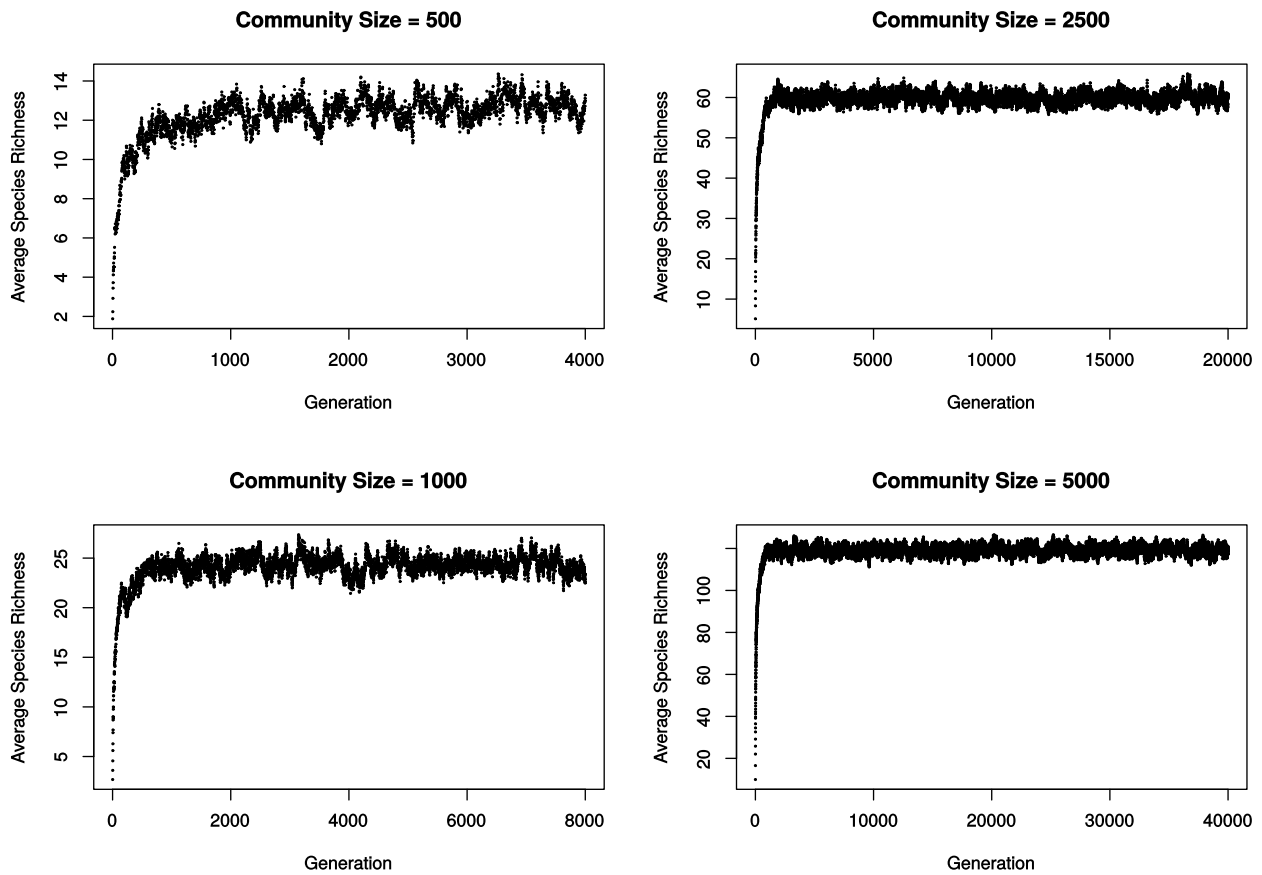 Community Size = 500
Average Species Richness
14
12
10
8
6
4
2
0 1000 2000 3000 4000
Generation
Community Size = 2500
Average Species Richness
60
50
40
30
20
10
0 5000 10000 15000 20000
Generation
Community Size = 1000
Average Species Richness
25
20
15
10
5
0 2000 4000 6000 8000
Generation
Community Size = 5000
Average Species Richness
100
80
60
40
20
0 10000 20000 30000 40000
Generation